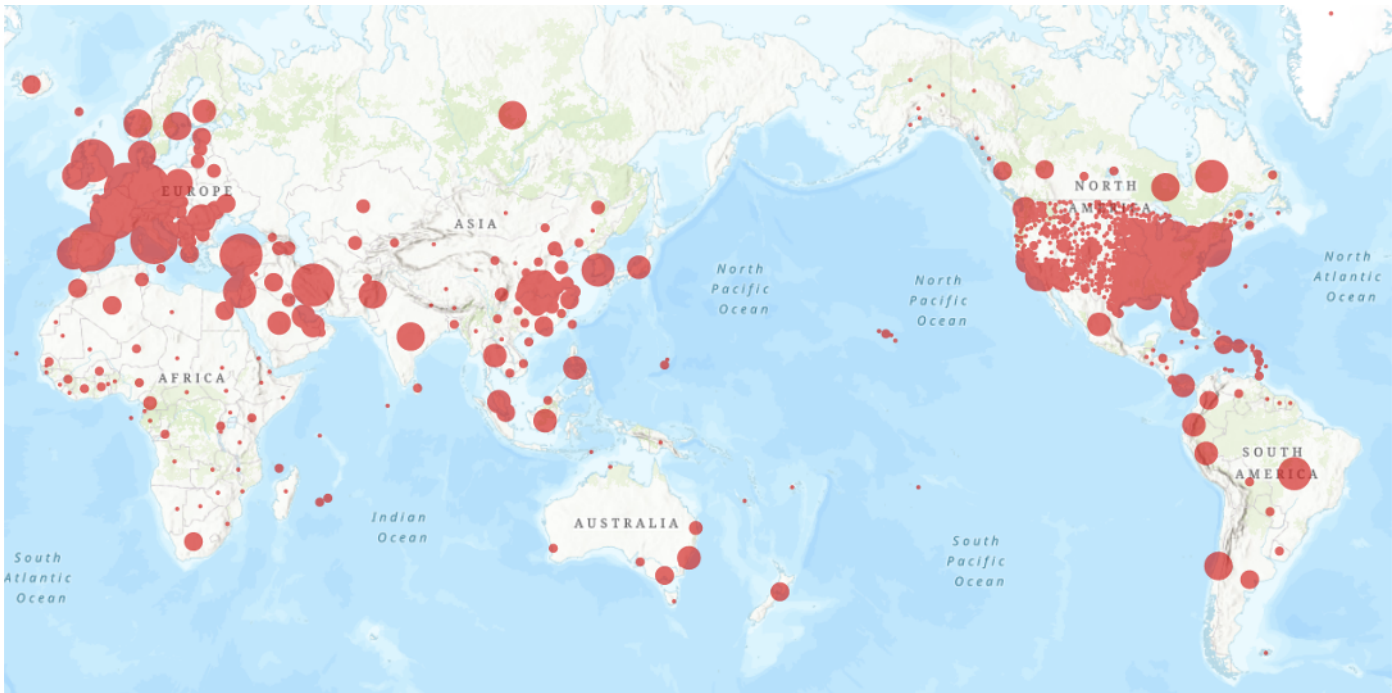 EUROPE
ASIA
NORTH
AMERICA
North
Pacific
Ocean
North
Pacific
Ocean
North
Atlantic
Ocean
AFRICA
SOUTH
AMERICA
Indian
Ocean
AUSTRALIA
South
Atlantic
Ocean
South
Pacific
Ocean